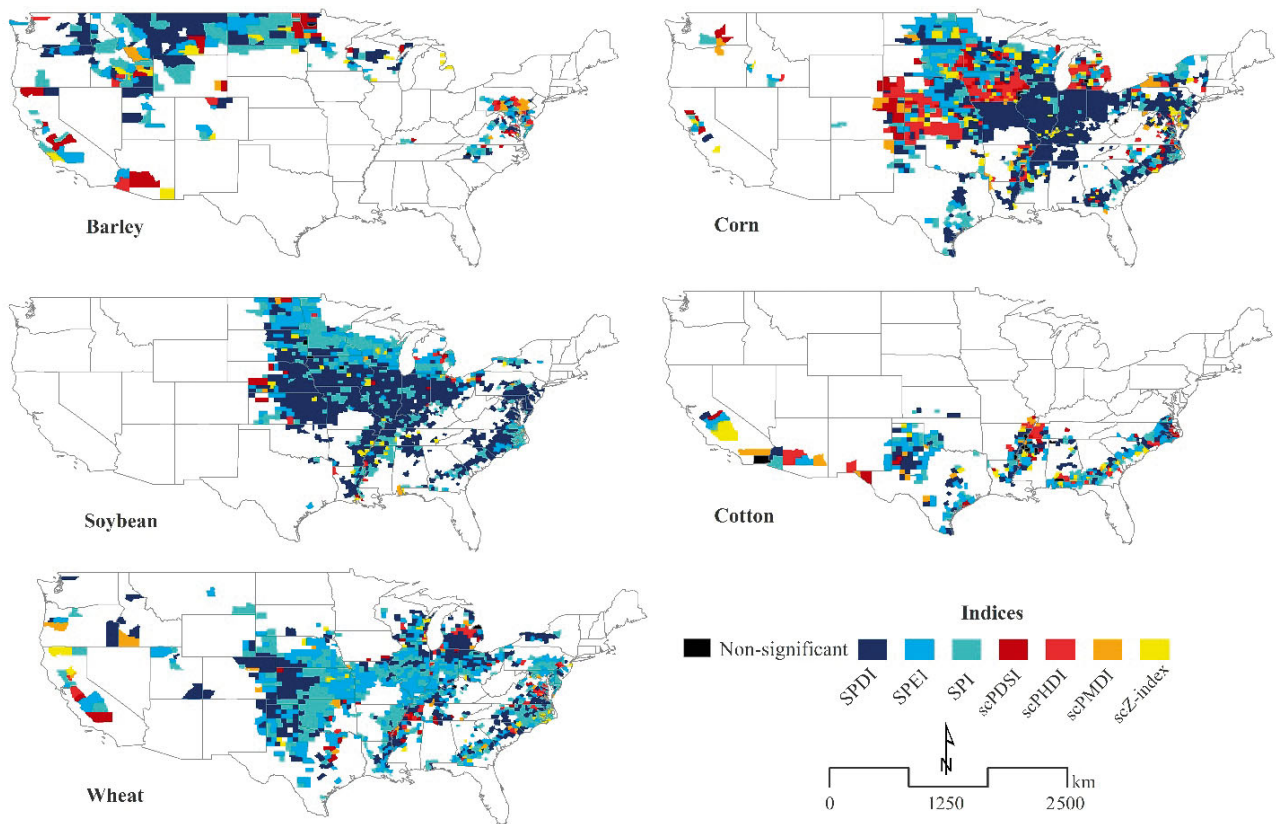 Barley
Corn
Soybean
Cotton
Wheat
Indices
Non-significant
SPDI
SPEI
SPI
scPDSI
scPHDI
scPMDI
scZ-index
N
km
0 1250 2500